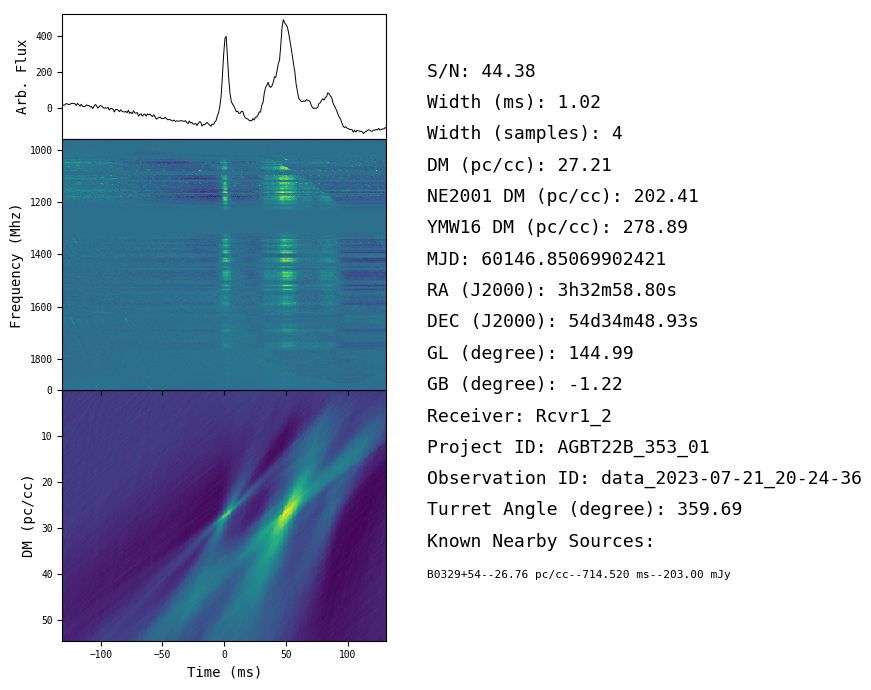 400
200
0
Arb. Flux
1000
1200
1400
1600
1800
Frequency (Mhz)
0
10
20
30
40
50
DM (pc/cc)
−100 −50 0 50 100
Time (ms)
S/N: 44.38
Width (ms): 1.02
Width (samples): 4
DM (pc/cc): 27.21
NE2001 DM (pc/cc): 202.41
YMW16 DM (pc/cc): 278.89
MJD: 60146.85069902421
RA (J2000): 3h32m58.80s
DEC (J2000): 54d34m48.93s
GL (degree): 144.99
GB (degree): -1.22
Receiver: Rcvr1_2
Project ID: AGBT22B_353_01
Observation ID: data_2023-07-21_20-24-36
Turret Angle (degree): 359.69
Known Nearby Sources:
B0329+54--26.76 pc/cc--714.520 ms--203.00 mJy